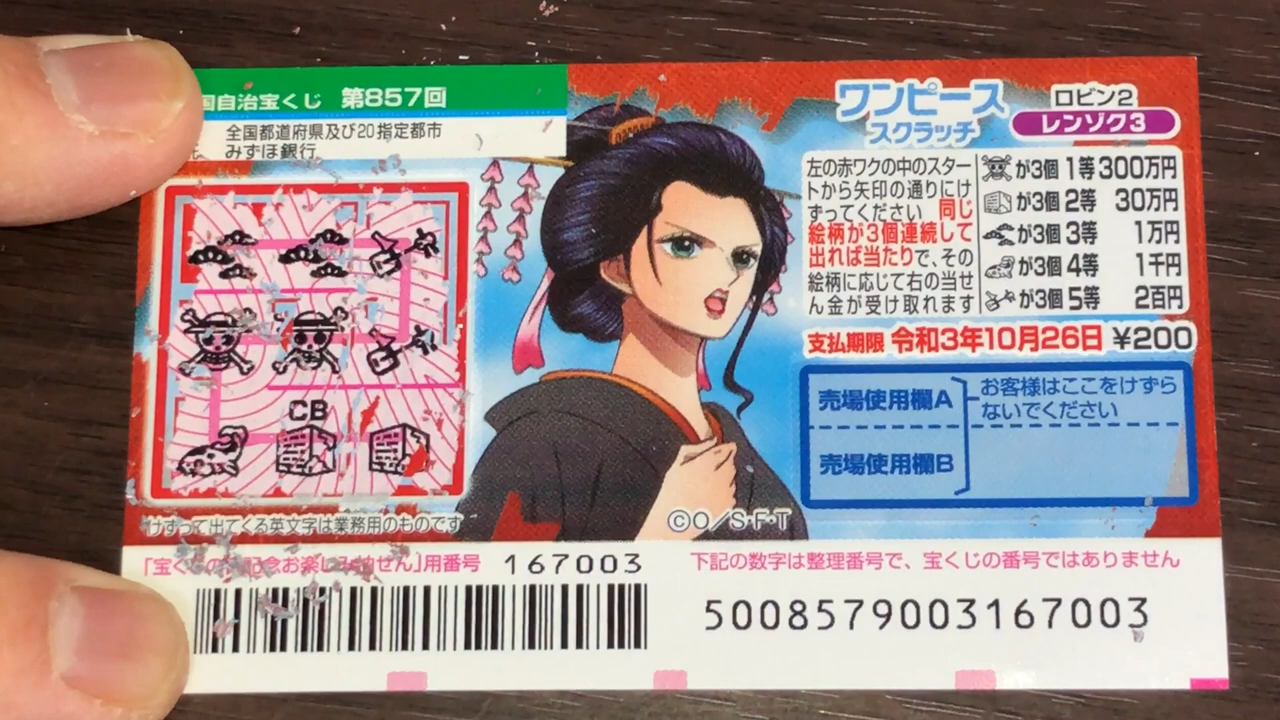 国自治宝くじ 第857回
全国都道府県及び20指定都市
みずほ銀行
CB
けずって出てくる英文字は業務用のものです
「宝くじの 記念お楽しみ せん」用番号 167003
ワンピース
スクラッチ
ロビン2
レンゾク3
左の赤ワクの中のスター
トから矢印の通りにけ
ずってください 同じ
絵柄が3個連続して
出れば当たりで、その
絵柄に応じて右の当せ
ん金が受け取れます
が3個 1等 300万円
が3個 2等 30万円
が3個 3等 1万円
が3個 4等 1千円
が3個 5等 2百円
支払期限 令和3年10月26日 ¥200
売場使用欄A
売場使用欄B
お客様はここをけずら
ないでください
©O/S・F・T
下記の数字は整理番号で、宝くじの番号ではありません
5008579003167003